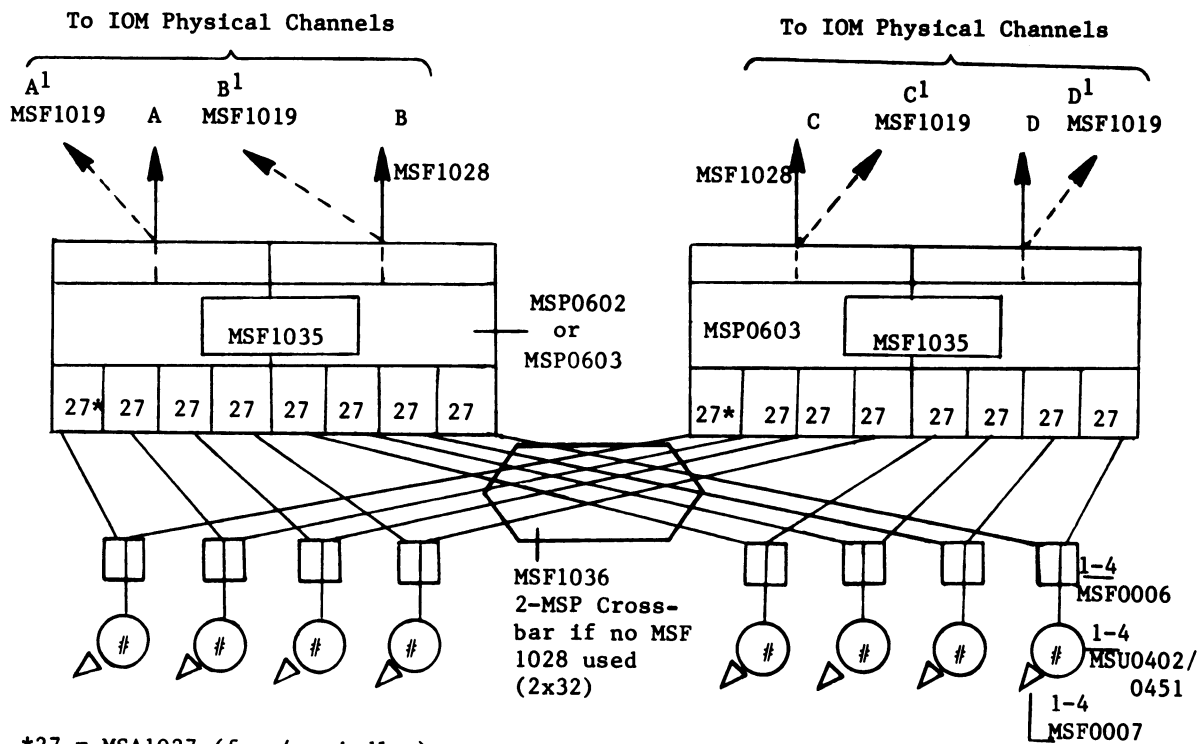 To IOM Physical Channels
To IOM Physical Channels
A1
MSF1019
A
B1
MSF1019
B
MSF1028
C
C1
MSF1019
D
D1
MSF1019
MSF1028
MSF1035
MSP0602
or
MSP0603
MSP0603
MSF1035
27* 27 27 27 27 27 27 27
27* 27 27 27 27 27 27 27
MSF1036
2-MSP Cross-
bar if no MSF
1028 used
(2x32)
1-4
MSF0006
# # # # # # # #
1-4
MSU0402/
0451
1-4
MSF0007